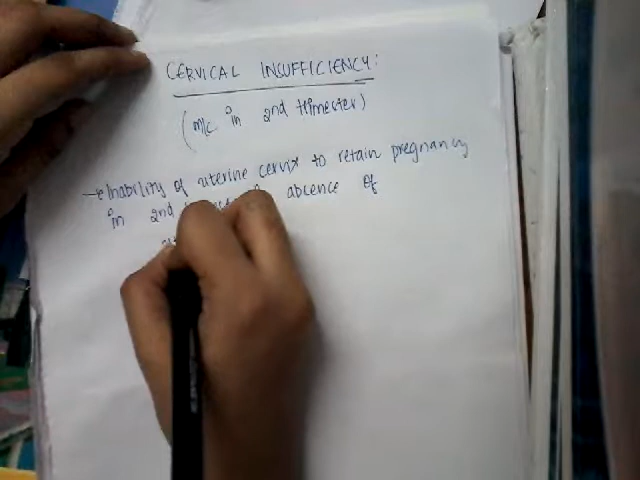 CERVICAL INSUFFICIENCY:
(m/c in 2nd trimester)
→ Inability of uterine cervix to retain pregnancy
in 2nd absence of